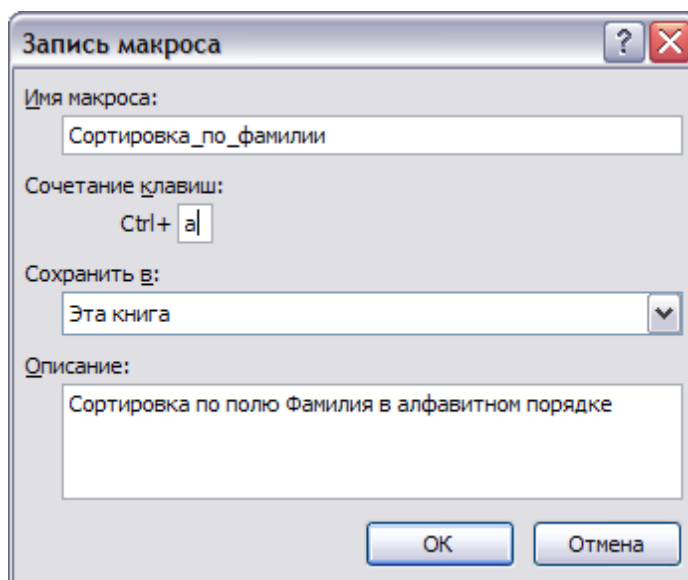 Запись макроса
Имя макроса:
Сортировка_по_фамилии
Сочетание клавиш:
Ctrl+ а
Сохранить в:
Эта книга
Описание:
Сортировка по полю Фамилия в алфавитном порядке
ОК Отмена